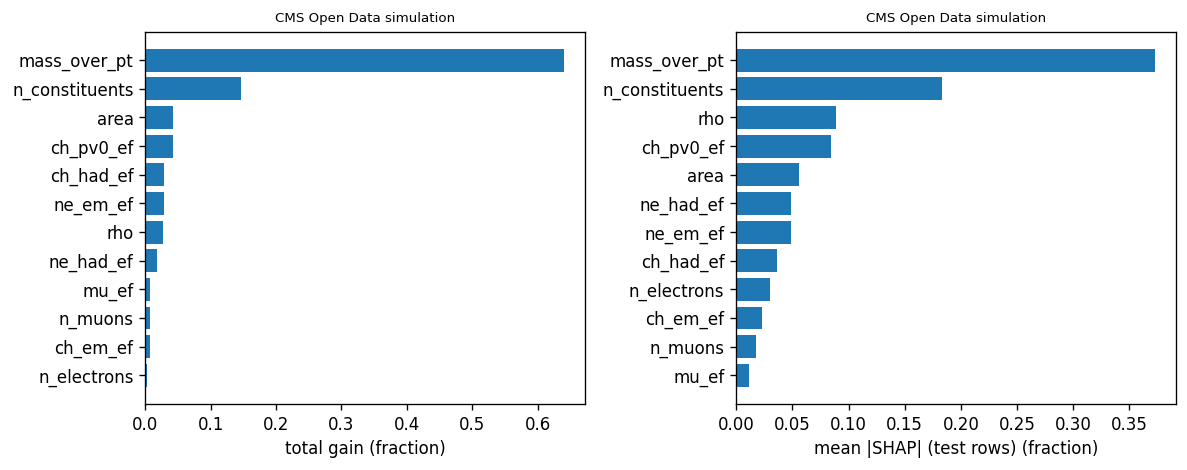 CMS Open Data simulation
mass_over_pt
n_constituents
area
ch_pv0_ef
ch_had_ef
ne_em_ef
rho
ne_had_ef
mu_ef
n_muons
ch_em_ef
n_electrons
0.0 0.1 0.2 0.3 0.4 0.5 0.6
total gain (fraction)
CMS Open Data simulation
mass_over_pt
n_constituents
rho
ch_pv0_ef
area
ne_had_ef
ne_em_ef
ch_had_ef
n_electrons
ch_em_ef
n_muons
mu_ef
0.00 0.05 0.10 0.15 0.20 0.25 0.30 0.35
mean |SHAP| (test rows) (fraction)